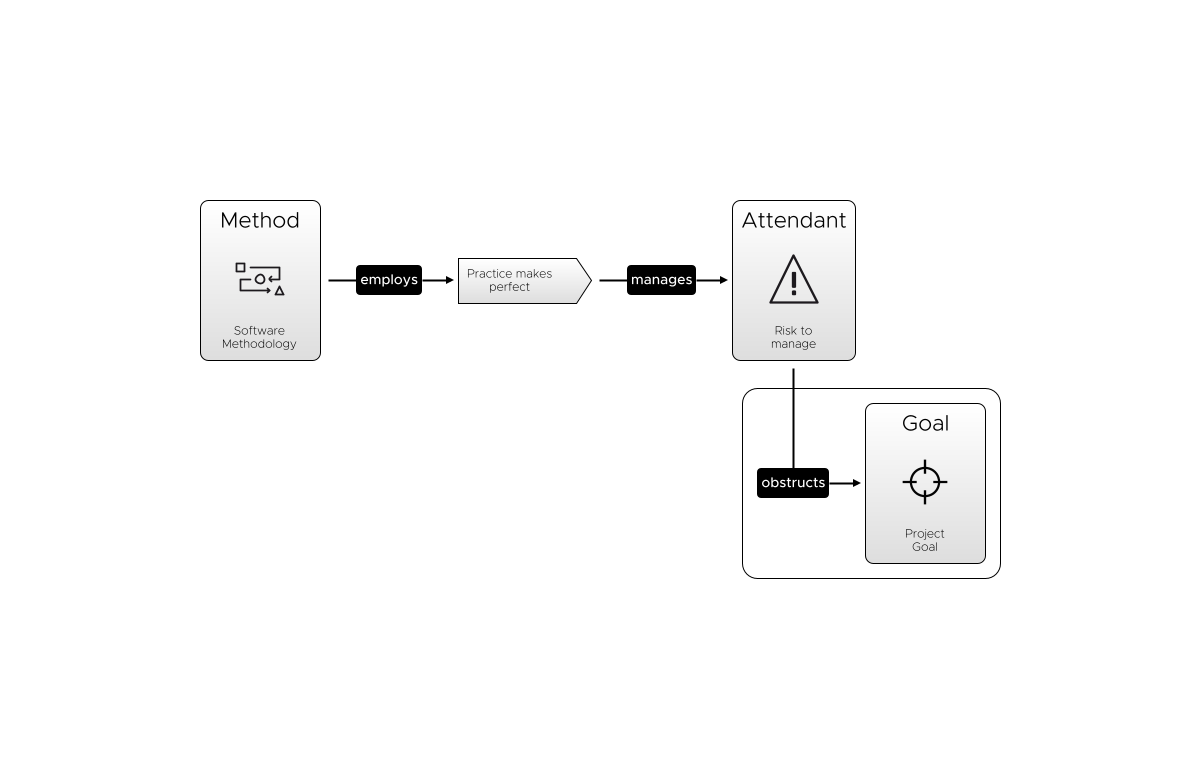 Method
Software
Methodology
employs
Practice makes
perfect
manages
Attendant
Risk to
manage
obstructs
Goal
Project
Goal